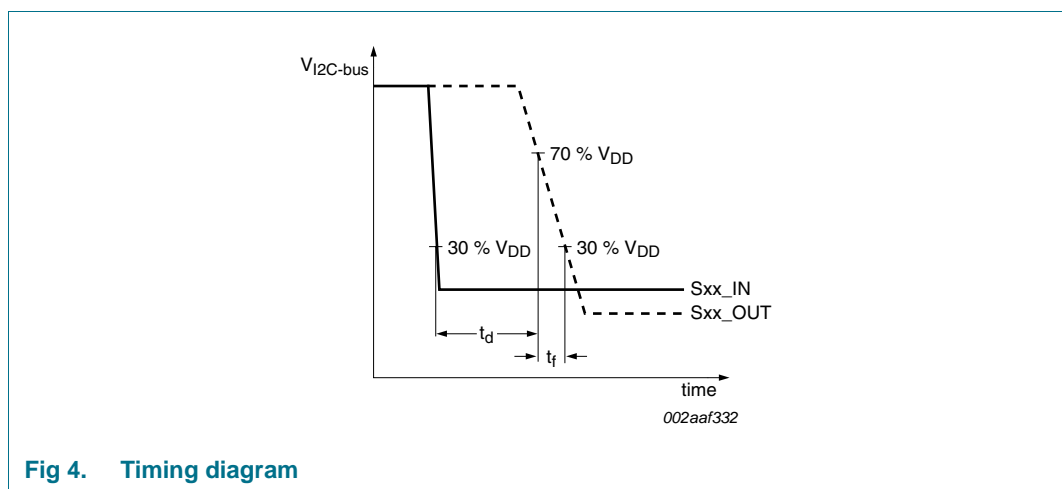 VI2C-bus
70 % VDD
30 % VDD
30 % VDD
Sxx_IN
Sxx_OUT
td
tf
time
002aaf332
Fig 4. Timing diagram